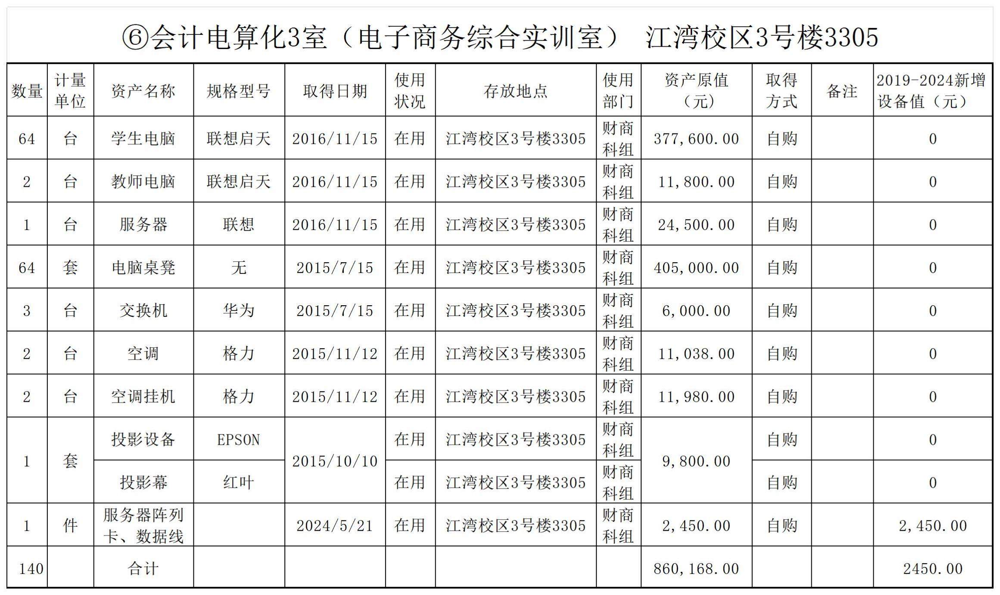 ⑥会计电算化3室（电子商务综合实训室） 江湾校区3号楼3305
数量 计量单位 资产名称 规格型号 取得日期 使用状况 存放地点 使用部门 资产原值（元） 取得方式 备注 2019-2024新增设备值（元）
64 台 学生电脑 联想启天 2016/11/15 在用 江湾校区3号楼3305 财商科组 377,600.00 自购 0
2 台 教师电脑 联想启天 2016/11/15 在用 江湾校区3号楼3305 财商科组 11,800.00 自购 0
1 台 服务器 联想 2016/11/15 在用 江湾校区3号楼3305 财商科组 24,500.00 自购 0
64 套 电脑桌凳 无 2015/7/15 在用 江湾校区3号楼3305 财商科组 405,000.00 自购 0
3 台 交换机 华为 2015/7/15 在用 江湾校区3号楼3305 财商科组 6,000.00 自购 0
2 台 空调 格力 2015/11/12 在用 江湾校区3号楼3305 财商科组 11,038.00 自购 0
2 台 空调挂机 格力 2015/11/12 在用 江湾校区3号楼3305 财商科组 11,980.00 自购 0
1 套 投影设备 EPSON 2015/10/10 在用 江湾校区3号楼3305 财商科组 9,800.00 自购 0
投影幕 红叶 在用 江湾校区3号楼3305 财商科组 自购 0
1 件 服务器阵列卡、数据线 2024/5/21 在用 江湾校区3号楼3305 财商科组 2,450.00 自购 2,450.00
140 合计 860,168.00 2450.00